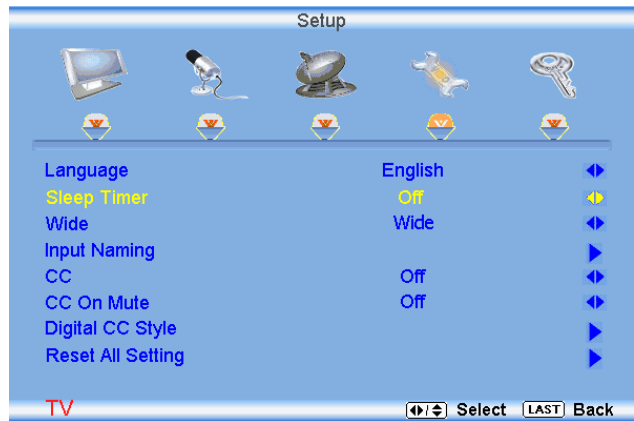 Setup
Language English
Sleep Timer Off
Wide Wide
Input Naming
CC Off
CC On Mute Off
Digital CC Style
Reset All Setting
TV Select LAST Back